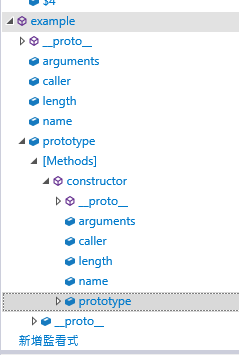 $4
example
__proto__
arguments
caller
length
name
prototype
[Methods]
constructor
__proto__
arguments
caller
length
name
prototype
__proto__
新增監看式